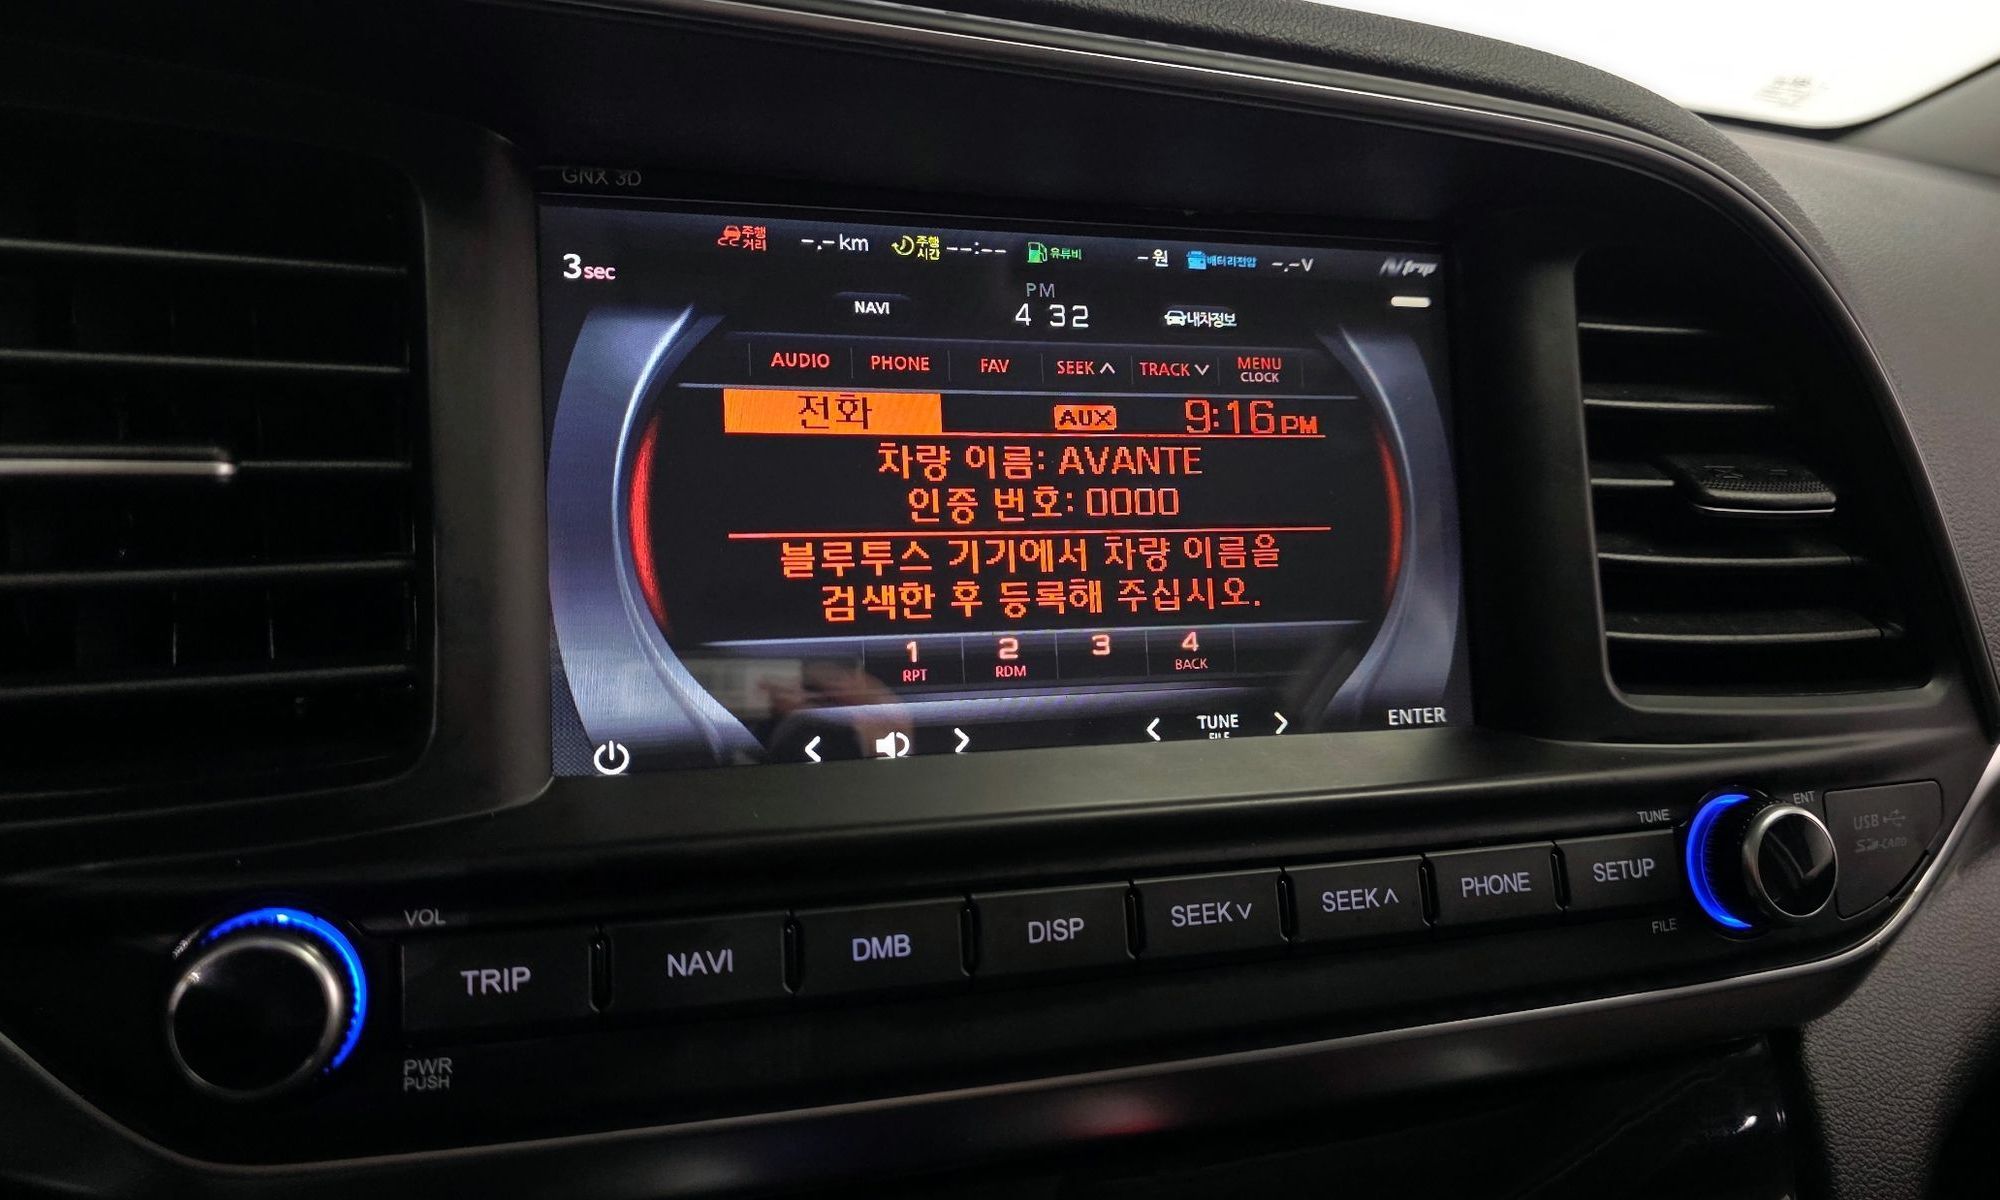 GNX 3D
주행 거리 -.-km 주행 시간 --:-- 유류비 -원 배터리전압 -.-V
3sec
PM
NAVI 4 32 내차정보
AUDIO PHONE FAV SEEK TRACK MENU
CLOCK
전화 AUX 9:16PM
차량 이름: AVANTE
인증 번호: 0000
블루투스 기기에서 차량 이름을
검색한 후 등록해 주십시오.
1 2 3 4
RPT RDM BACK
TUNE ENTER
FILE
VOL TUNE ENT
TRIP NAVI DMB DISP SEEK SEEK PHONE SETUP
USB
FILE
PWR
PUSH